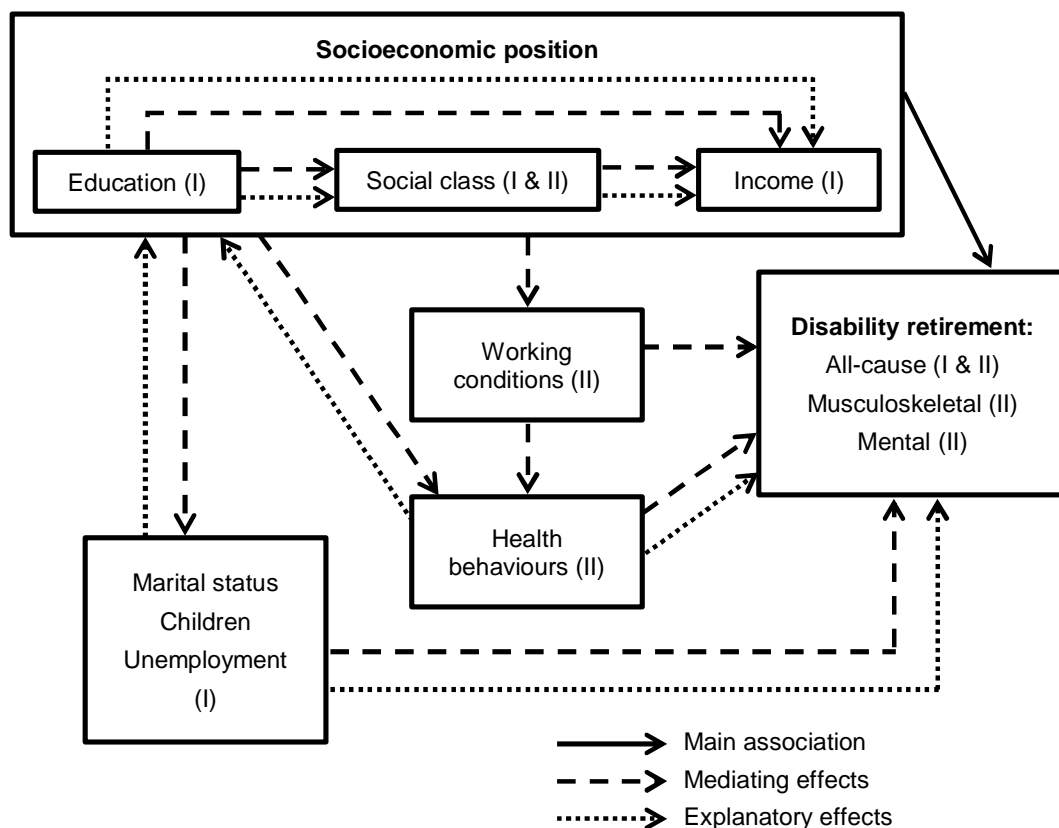 Socioeconomic position
Education (I)
Social class (I & II)
Income (I)
Working
conditions (II)
Disability retirement:
All-cause (I & II)
Musculoskeletal (II)
Mental (II)
Health
behaviours (II)
Marital status
Children
Unemployment
(I)
Main association
Mediating effects
Explanatory effects